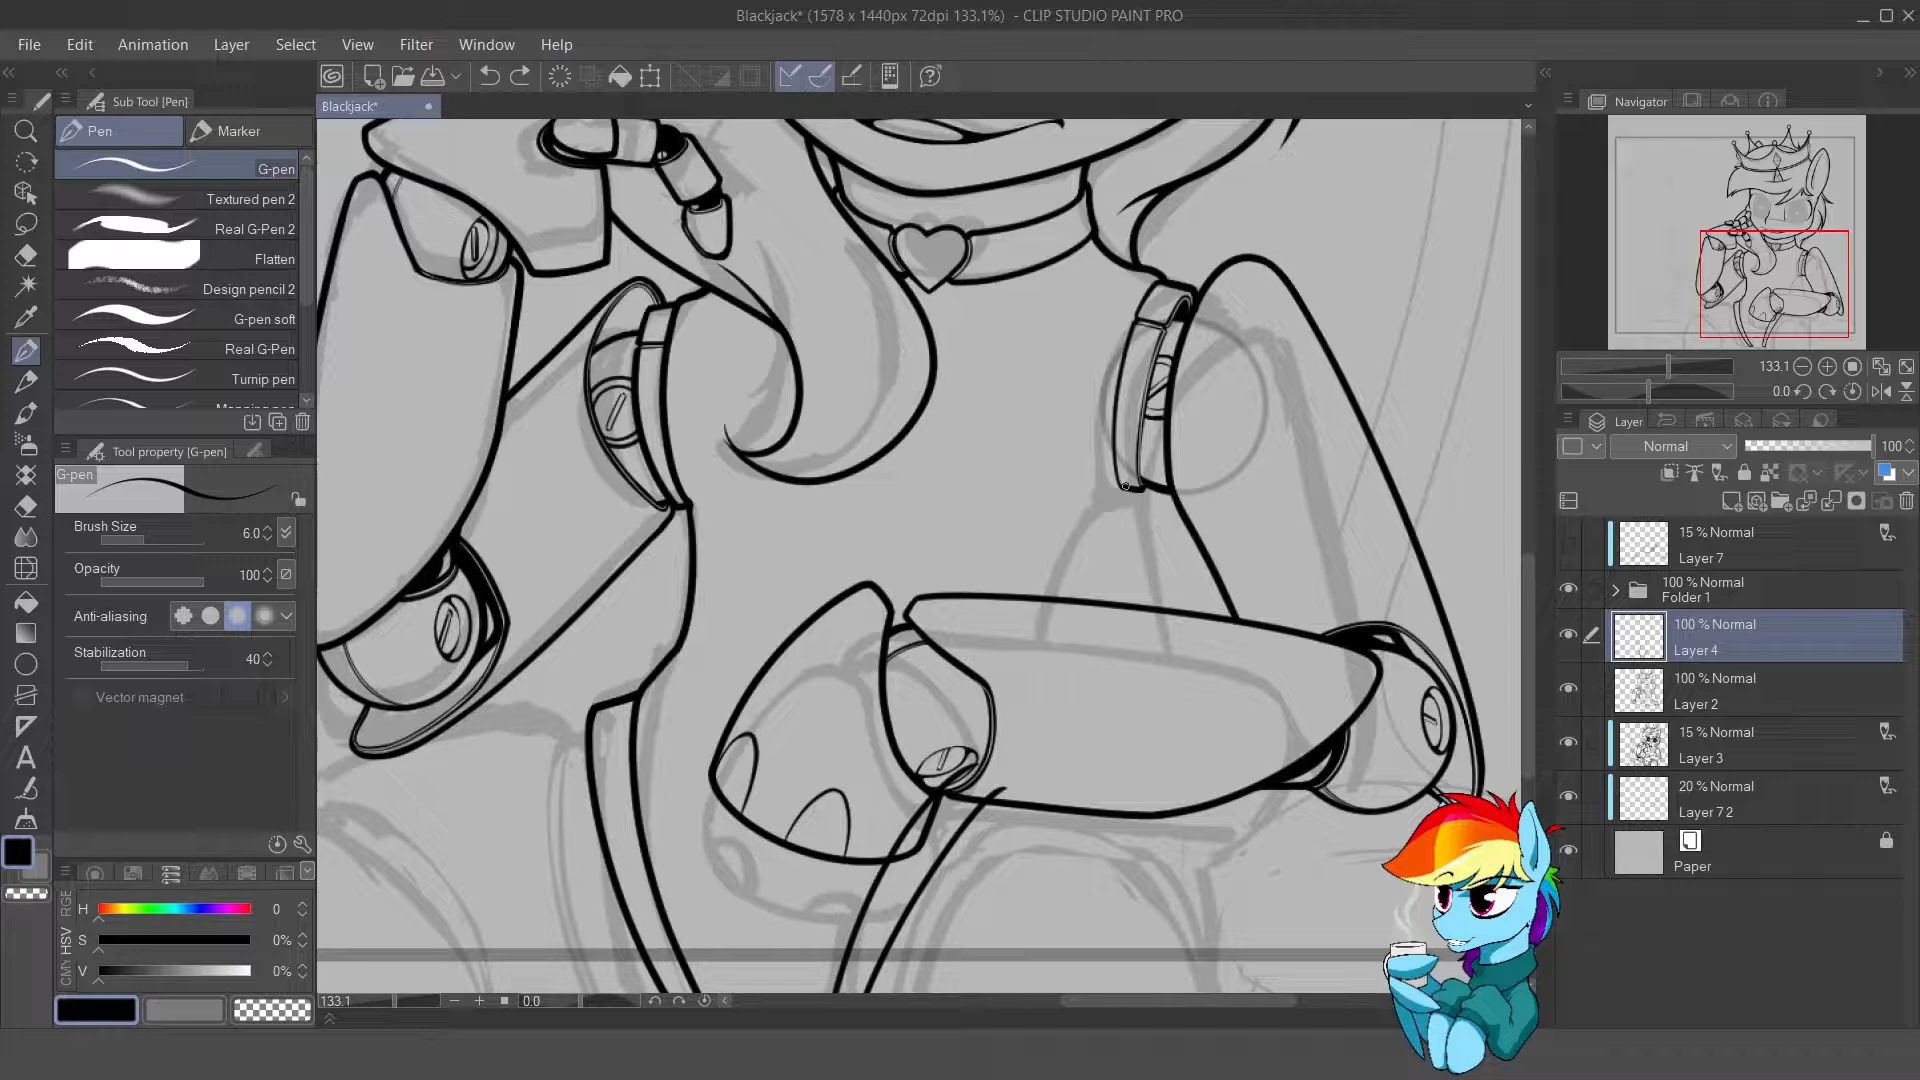 Blackjack* (1578 x 1440px 72dpi 133.1%) - CLIP STUDIO PAINT PRO
File Edit Animation Layer Select View Filter Window Help
Sub Tool [Pen]
Blackjack*
Navigator
Pen Marker
G-pen
Textured pen 2
Real G-Pen 2
Flatten
Design pencil 2
G-pen soft
Real G-Pen
Turnip pen
133.1
0.0
Tool property [G-pen]
G-pen
Layer
Normal 100
Brush Size 6.0
Opacity 100
Anti-aliasing
Stabilization 40
Vector magnet
15 % Normal
Layer 7
100 % Normal
Folder 1
100 % Normal
Layer 4
100 % Normal
Layer 2
15 % Normal
Layer 3
20 % Normal
Layer 7 2
Paper
RGB
HSV
CMY
H 0
S 0%
V 0%
133.1 0.0